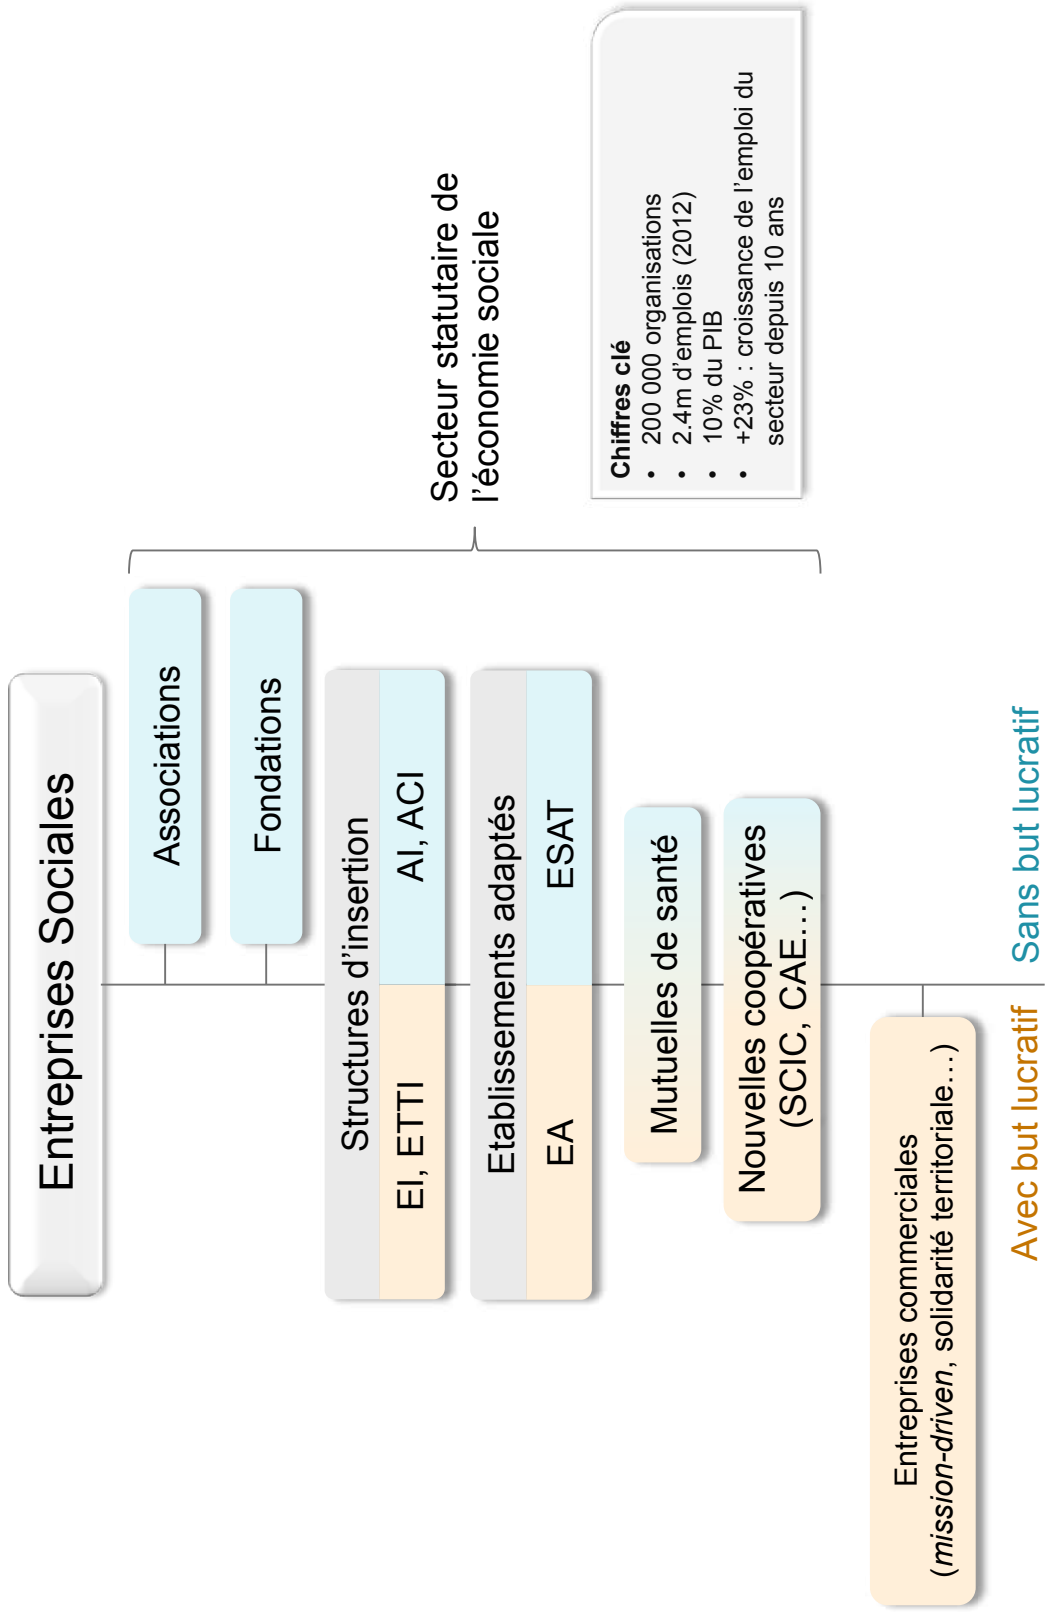 Entreprises Sociales
Associations
Fondations
Structures d’insertion
EI, ETTI
AI, ACI
Etablissements adaptés
EA
ESAT
Mutuelles de santé
Nouvelles coopératives
(SCIC, CAE…)
Entreprises commerciales
(mission-driven, solidarité territoriale…)
Avec but lucratif
Sans but lucratif
Secteur statutaire de
l’économie sociale
Chiffres clé
• 200 000 organisations
• 2.4m d’emplois (2012)
• 10% du PIB
• +23% : croissance de l’emploi du
secteur depuis 10 ans